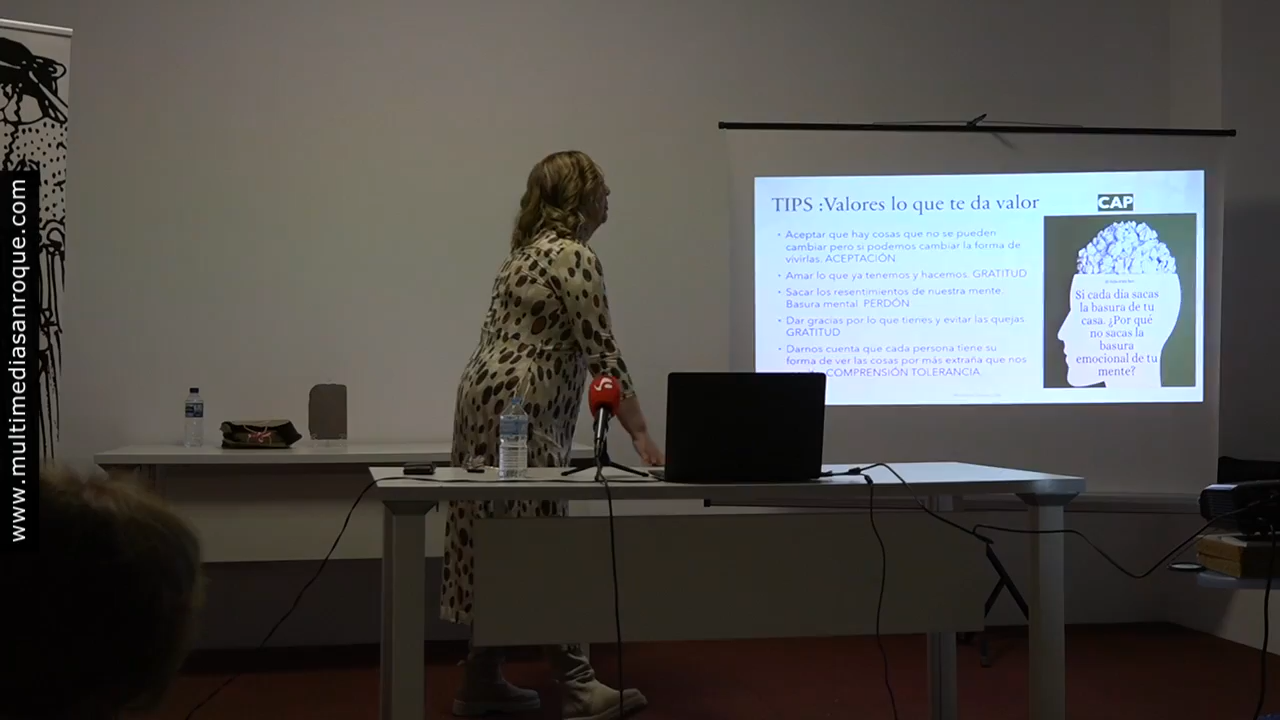 www.multimediasanroque.com
TIPS :Valores lo que te da valor
CAP
• Aceptar que hay cosas que no se pueden
cambiar pero si podemos cambiar la forma de
vivirlas. ACEPTACIÓN
• Amar lo que ya tenemos y hacemos. GRATITUD
• Sacar los resentimientos de nuestra mente.
Basura mental PERDÓN
• Dar gracias por lo que tienes y evitar las quejas
GRATITUD
• Darnos cuenta que cada persona tiene su
forma de ver las cosas por más extraña que nos
COMPRENSIÓN TOLERANCIA
Si cada día sacas
la basura de tu
casa. ¿Por qué
no sacas la
basura
emocional de tu
mente?